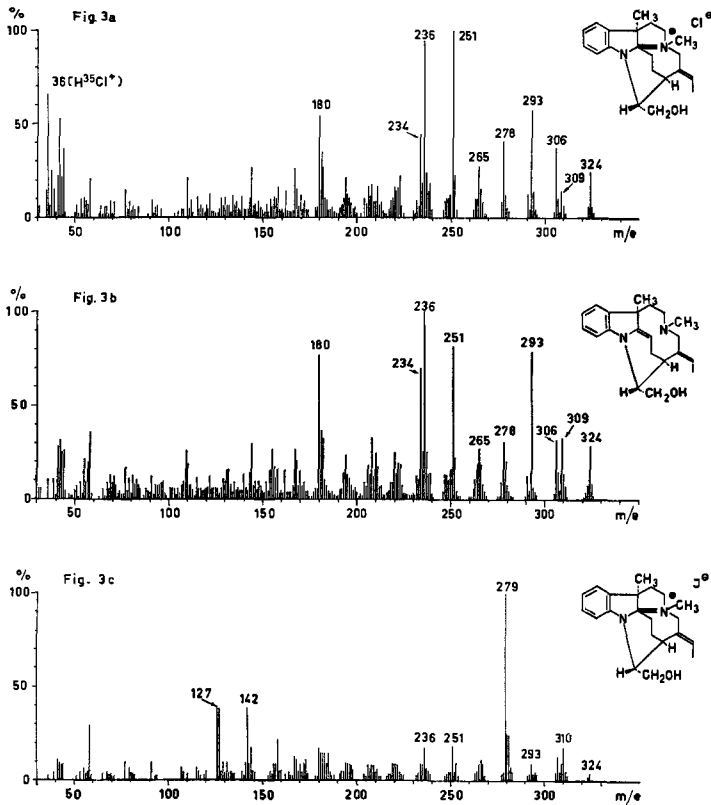 %
Fig. 3a
100
50
0
36(H³⁵Cl⁺)
180
234
236
251
265
278
293
306
309
324
50 100 150 200 250 300 m/e
CH₃ ⊕ Cl⊖
N N CH₃
H
H CH₂OH
%
Fig. 3b
100
50
0
180
234
236
251
265
278
293
306
309
324
50 100 150 200 250 300 m/e
CH₃
N N-CH₃
H
H CH₂OH
%
Fig. 3c
100
50
0
127
142
236
251
279
293
310
324
50 100 150 200 250 300 m/e
CH₃ ⊕ J⊖
N N CH₃
H
H CH₂OH